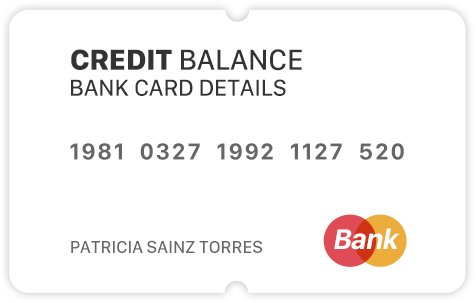 CREDIT BALANCE
BANK CARD DETAILS
1981 0327 1992 1127 520
PATRICIA SAINZ TORRES
Bank